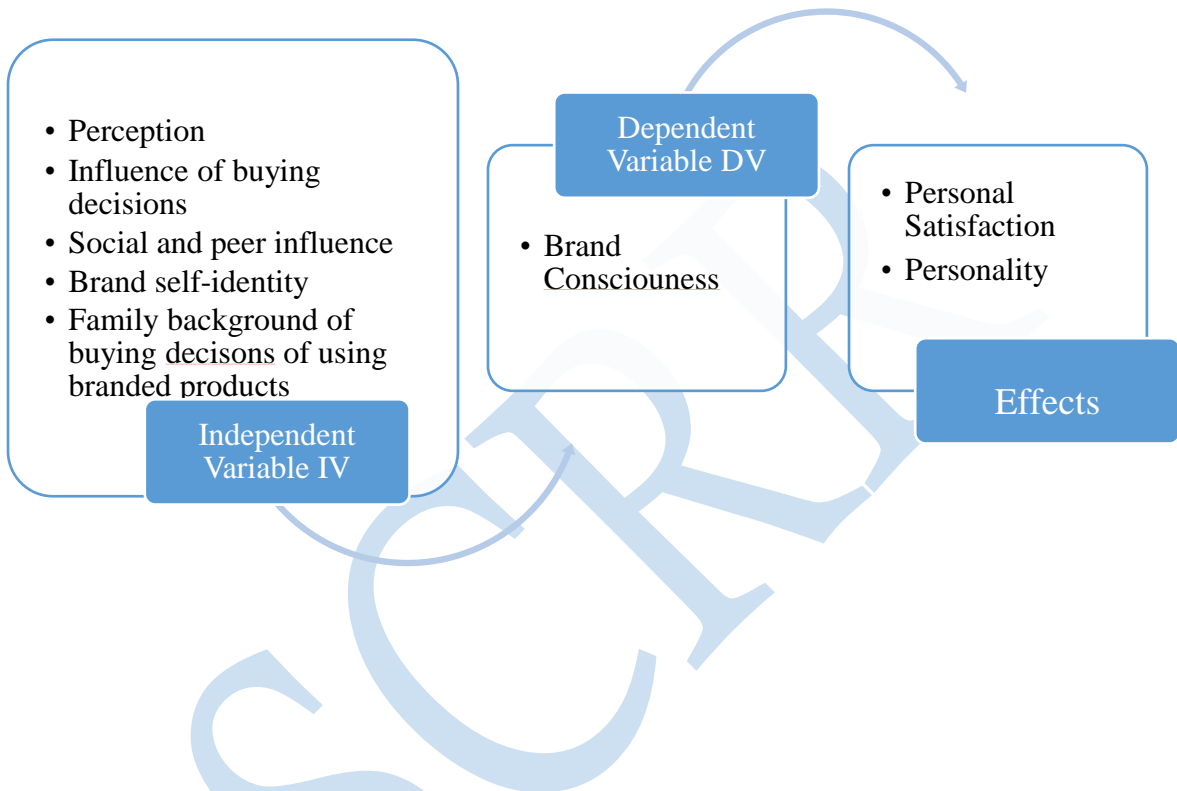 • Perception
• Influence of buying
decisions
• Social and peer influence
• Brand self-identity
• Family background of
buying decisons of using
branded products
Independent
Variable IV
Dependent
Variable DV
• Brand
Consciouness
• Personal
Satisfaction
• Personality
Effects
SCRR